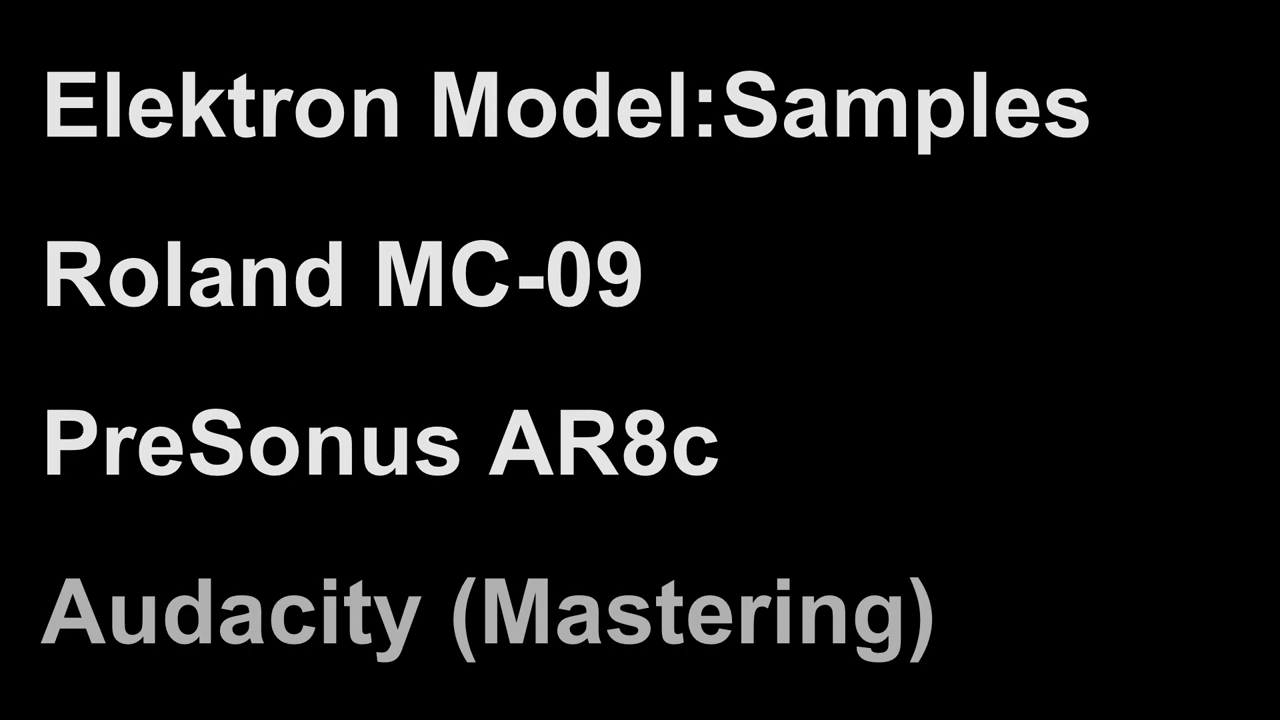 Elektron Model:Samples
Roland MC-09
PreSonus AR8c
Audacity (Mastering)